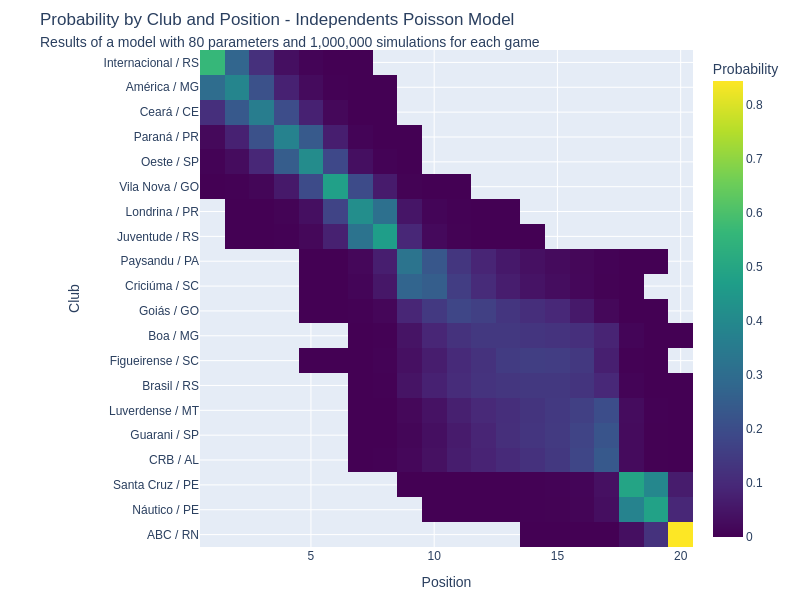 Probability by Club and Position - Independents Poisson Model
Results of a model with 80 parameters and 1,000,000 simulations for each game
Probability
Internacional / RS
América / MG
Ceará / CE
Paraná / PR
Oeste / SP
Vila Nova / GO
Londrina / PR
Juventude / RS
Paysandu / PA
Criciúma / SC
Goiás / GO
Boa / MG
Figueirense / SC
Brasil / RS
Luverdense / MT
Guarani / SP
CRB / AL
Santa Cruz / PE
Náutico / PE
ABC / RN
Club
5
10
15
20
Position
0.8
0.7
0.6
0.5
0.4
0.3
0.2
0.1
0